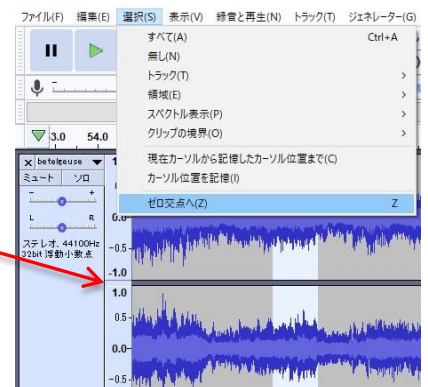 ファイル(F) 編集(E) 選択(S) 表示(V) 録音と再生(N) トラック(T) ジェネレーター(G)
すべて(A) Ctrl+A
無し(N)
トラック(T) >
領域(E) >
スペクトル表示(P) >
クリップの境界(O) >
現在カーソルから記憶したカーソル位置まで(C)
カーソル位置を記憶(I)
ゼロ交点へ(Z) Z
3.0 54.0
× betelgeuse ▼
ミュート ソロ
- +
L R
ステレオ, 44100Hz
32bit 浮動小数点
0.0
-0.5-
-1.0
1.0
0.5-
0.0-
-0.5-